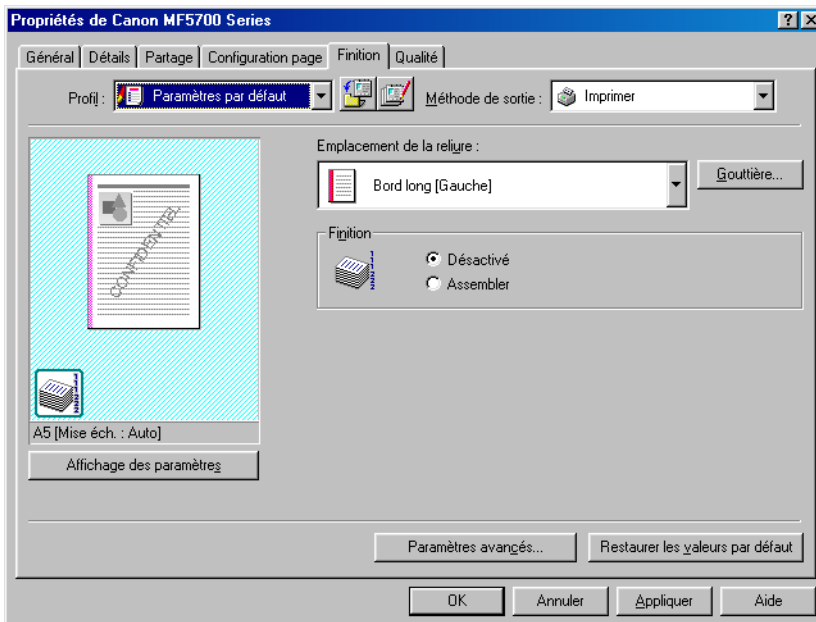 Propriétés de Canon MF5700 Series
Général Détails Partage Configuration page Finition Qualité
Profil : Paramètres par défaut Méthode de sortie : Imprimer
Emplacement de la reliure :
Bord long [Gauche] Gouttière...
CONFIDENTIEL
Finition
Désactivé
Assembler
A5 [Mise éch. : Auto]
Affichage des paramètres
Paramètres avancés... Restaurer les valeurs par défaut
OK Annuler Appliquer Aide